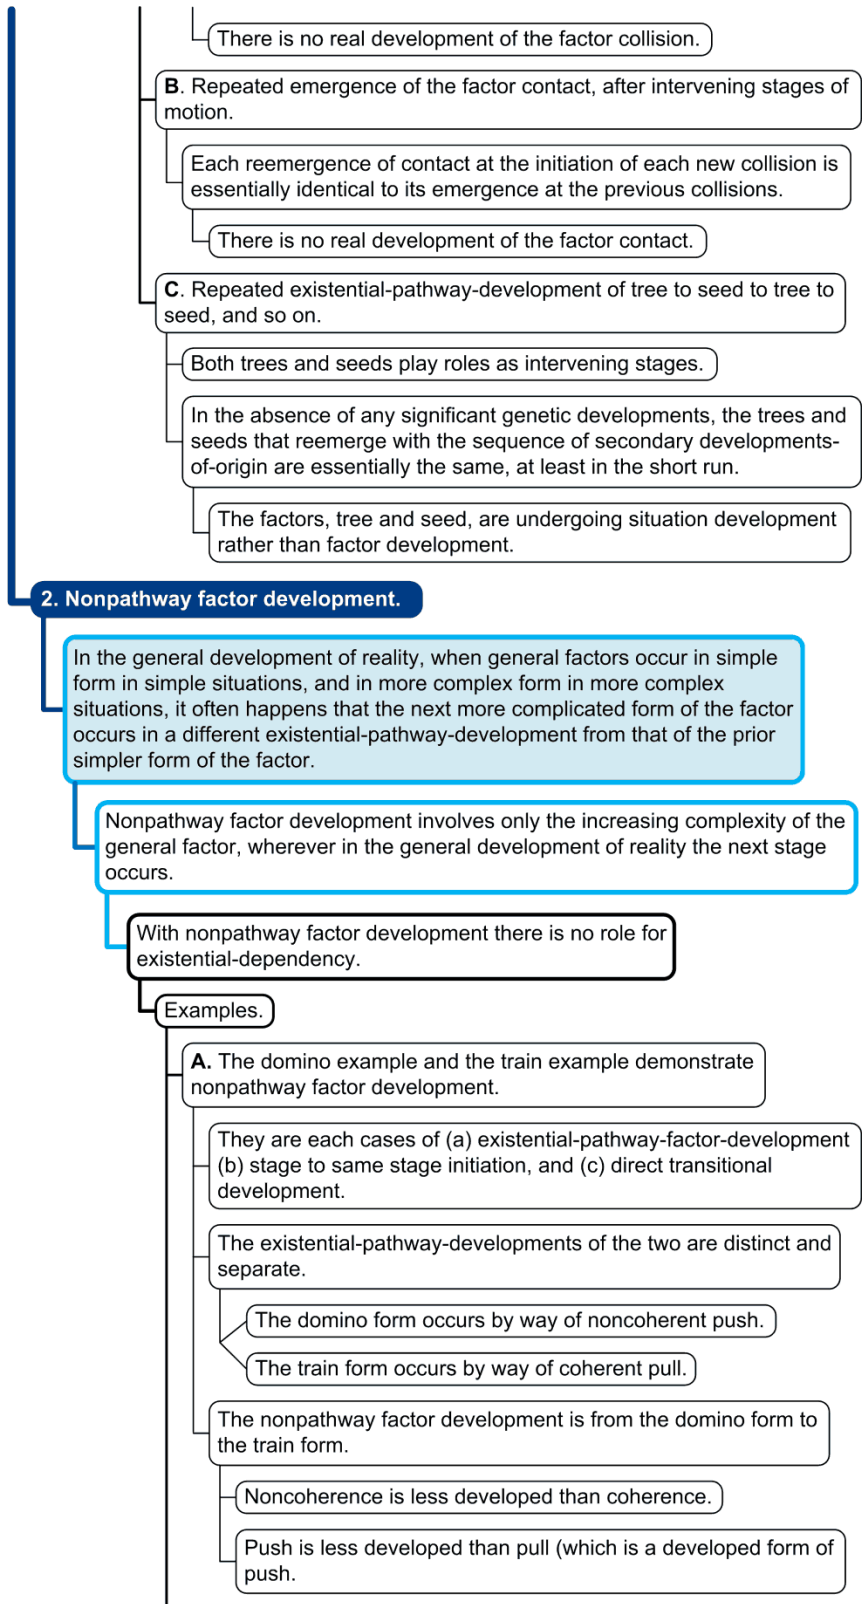 There is no real development of the factor collision.
B. Repeated emergence of the factor contact, after intervening stages of
motion.
Each reemergence of contact at the initiation of each new collision is
essentially identical to its emergence at the previous collisions.
There is no real development of the factor contact.
C. Repeated existential-pathway-development of tree to seed to tree to
seed, and so on.
Both trees and seeds play roles as intervening stages.
In the absence of any significant genetic developments, the trees and
seeds that reemerge with the sequence of secondary developments-
of-origin are essentially the same, at least in the short run.
The factors, tree and seed, are undergoing situation development
rather than factor development.
2. Nonpathway factor development.
In the general development of reality, when general factors occur in simple
form in simple situations, and in more complex form in more complex
situations, it often happens that the next more complicated form of the factor
occurs in a different existential-pathway-development from that of the prior
simpler form of the factor.
Nonpathway factor development involves only the increasing complexity of the
general factor, wherever in the general development of reality the next stage
occurs.
With nonpathway factor development there is no role for
existential-dependency.
Examples.
A. The domino example and the train example demonstrate
nonpathway factor development.
They are each cases of (a) existential-pathway-factor-development
(b) stage to same stage initiation, and (c) direct transitional
development.
The existential-pathway-developments of the two are distinct and
separate.
The domino form occurs by way of noncoherent push.
The train form occurs by way of coherent pull.
The nonpathway factor development is from the domino form to
the train form.
Noncoherence is less developed than coherence.
Push is less developed than pull (which is a developed form of
push.